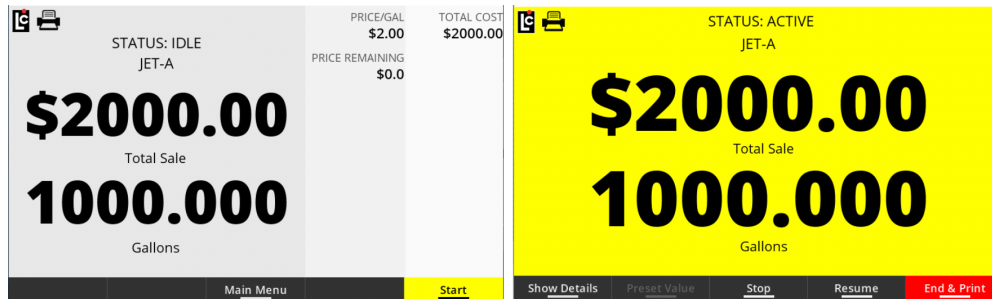 LC
STATUS: IDLE
JET-A
$2000.00
Total Sale
1000.000
Gallons
PRICE/GAL
$2.00
PRICE REMAINING
$0.0
TOTAL COST
$2000.00
Main Menu
Start
LC
STATUS: ACTIVE
JET-A
$2000.00
Total Sale
1000.000
Gallons
Show Details
Preset Value
Stop
Resume
End & Print